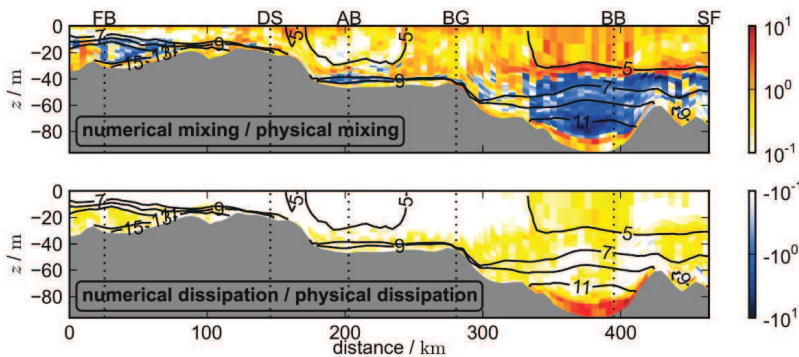 FB DS AB BG BB SF
0
−20
−40
−60
−80
z / m
7 9 15 13 5 5 9 5 7 11 9
numerical mixing / physical mixing
10^1
10^0
10^-1
0
−20
−40
−60
−80
z / m
7 9 15 13 5 5 9 5 7 11 9
numerical dissipation / physical dissipation
-10^-1
-10^0
-10^1
0 100 200 300 400
distance / km